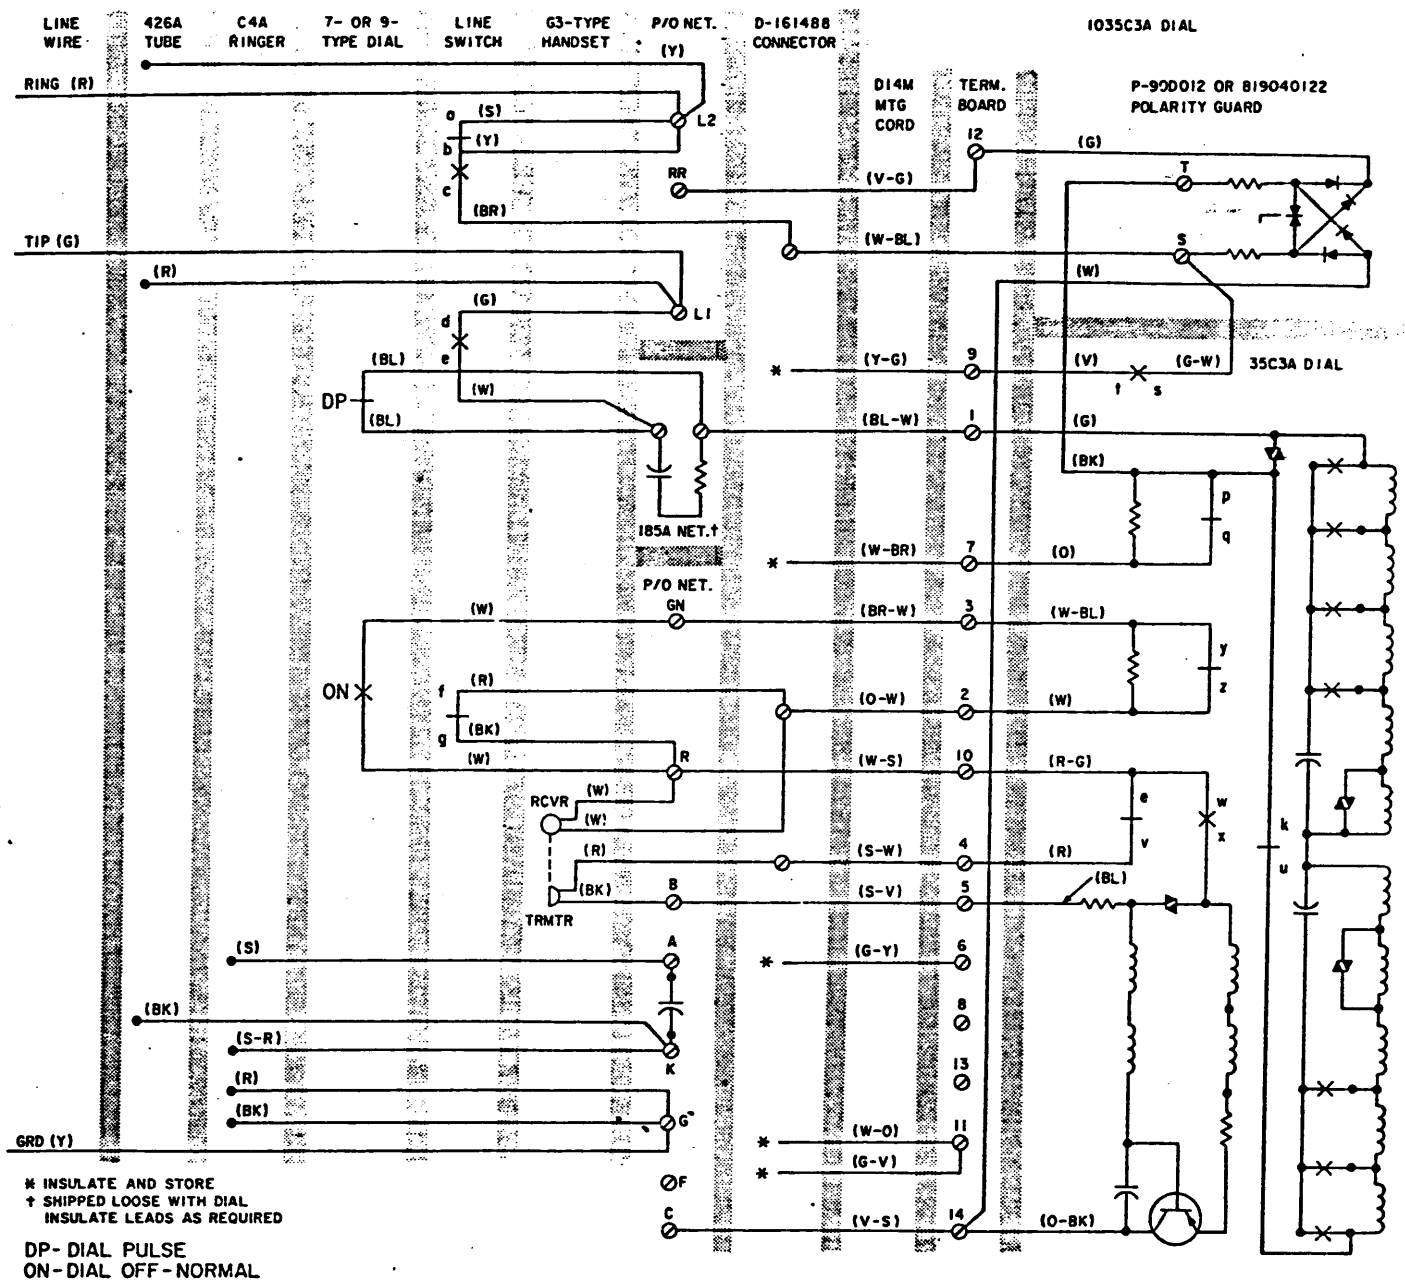 LINE WIRE
426A TUBE
C4A RINGER
7- OR 9- TYPE DIAL
LINE SWITCH
G3-TYPE HANDSET
P/O NET.
D-161488 CONNECTOR
1035C3A DIAL
(Y)
RING (R)
D14M MTG CORD
TERM. BOARD
P-90D012 OR 819040122
POLARITY GUARD
a
(S)
L2
b
(Y)
12
(G)
c
RR
(V-G)
T
(BR)
TIP (G)
(W-BL)
S
(R)
(W)
(G)
d
L1
e
(BL)
(Y-G)
9
(V)
(G-W)
35C3A DIAL
t
s
DP
(W)
(BL)
(BL-W)
1
(G)
(BK)
p
q
185A NET.†
(W-BR)
7
(O)
P/O NET.
GN
(W)
(BR-W)
3
(W-BL)
y
z
ON
f
(R)
(O-W)
2
(W)
g
(BK)
R
(W)
(W-S)
10
(R-G)
RCVR
(W)
e
w
(W)
v
x
k
u
(R)
(S-W)
4
(R)
(BL)
(BK)
B
(S-V)
5
TRMTR
(S)
A
(G-Y)
6
*
(BK)
8
(S-R)
K
13
(R)
(BK)
G
11
(W-O)
GRD (Y)
(G-V)
* INSULATE AND STORE
† SHIPPED LOOSE WITH DIAL
INSULATE LEADS AS REQUIRED
F
C
(V-S)
14
(O-BK)
DP- DIAL PULSE
ON-DIAL OFF-NORMAL